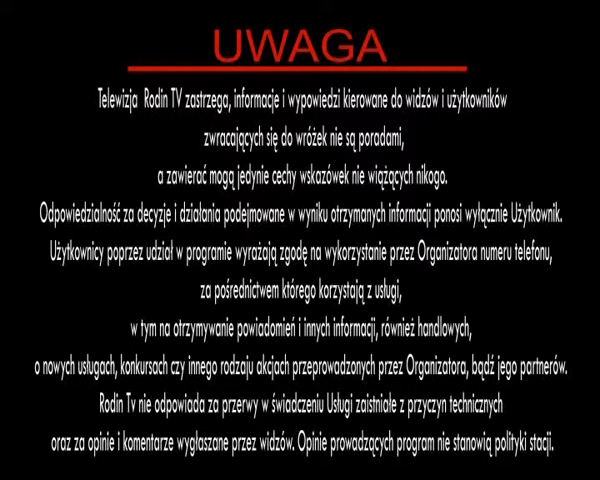 UWAGA
Telewizja Rodin TV zastrzega, informacje i wypowiedzi kierowane do widzów i użytkowników
zwracających się do wróżek nie są poradami,
a zawierać mogą jedynie cechy wskazówek nie wiążących nikogo.
Odpowiedzialność za decyzje i działania podejmowane w wyniku otrzymanych informacji ponosi wyłącznie Użytkownik.
Użytkownicy poprzez udział w programie wyrażają zgodę na wykorzystanie przez Organizatora numeru telefonu,
za pośrednictwem którego korzystają z usługi,
w tym na otrzymywanie powiadomień i innych informacji, również handlowych,
o nowych usługach, konkursach czy innego rodzaju akcjach przeprowadzonych przez Organizatora, bądź jego partnerów.
Rodin Tv nie odpowiada za przerwy w świadczeniu Usługi zaistniałe z przyczyn technicznych
oraz za opinie i komentarze wygłaszane przez widzów. Opinie prowadzących program nie stanowią polityki stacji.